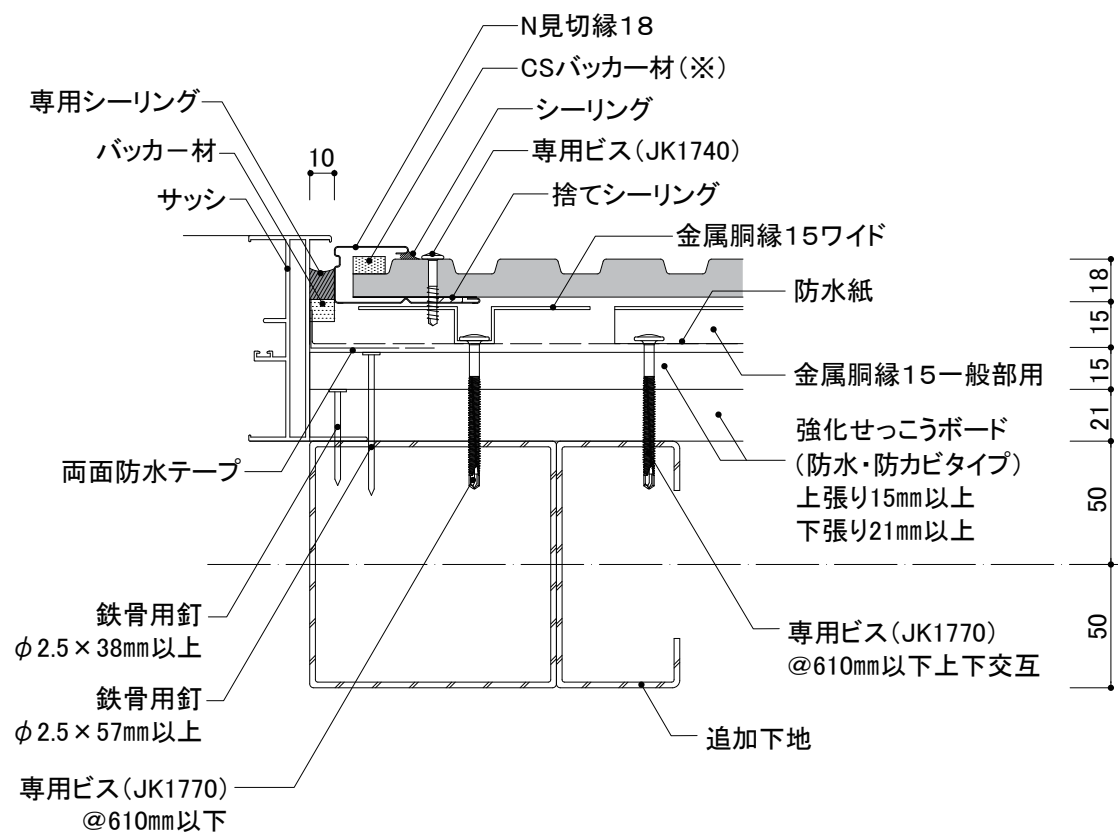 N見切縁18
CSバッカー材(※)
シーリング
専用ビス(JK1740)
捨てシーリング
金属胴縁15ワイド
防水紙
金属胴縁15一般部用
強化せっこうボード
(防水・防カビタイプ)
上張り15mm以上
下張り21mm以上
専用ビス(JK1770)
@610mm以下上下交互
追加下地
専用シーリング
バッカー材
サッシ
10
両面防水テープ
鉄骨用釘
φ2.5×38mm以上
鉄骨用釘
φ2.5×57mm以上
専用ビス(JK1770)
@610mm以下
18
15
15
21
50
50